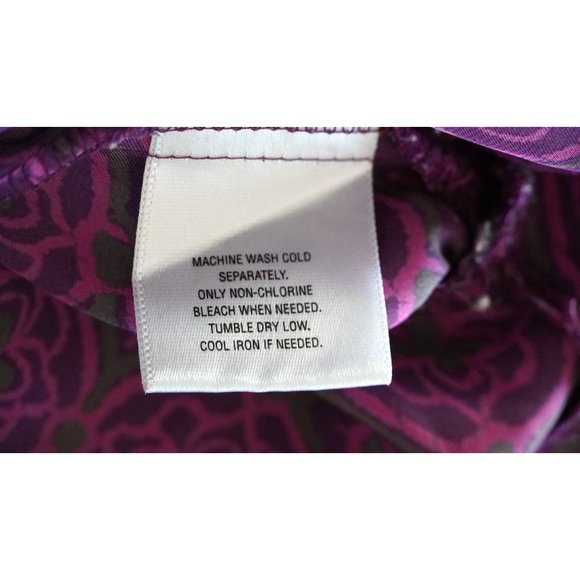 MACHINE WASH COLD
SEPARATELY.
ONLY NON-CHLORINE
BLEACH WHEN NEEDED.
TUMBLE DRY LOW,
COOL IRON IF NEEDED.